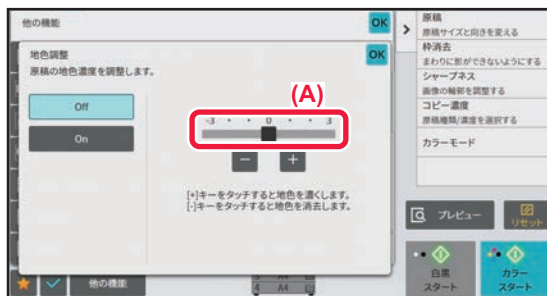 他の機能
OK
地色調整
原稿の地色濃度を調整します。
OK
Off
On
(A)
-3 ・ ・ 0 ・ ・ 3
−
+
[+]キーをタッチすると地色を濃くします。
[-]キーをタッチすると地色を消去します。
原稿
原稿サイズと向きを変える
枠消去
まわりに影ができないようにする
シャープネス
画像の輪郭を調整する
コピー濃度
原稿種類/濃度を選択する
カラーモード
プレビュー
リセット
白黒
スタート
カラー
スタート
他の機能
3 A4
4 A4